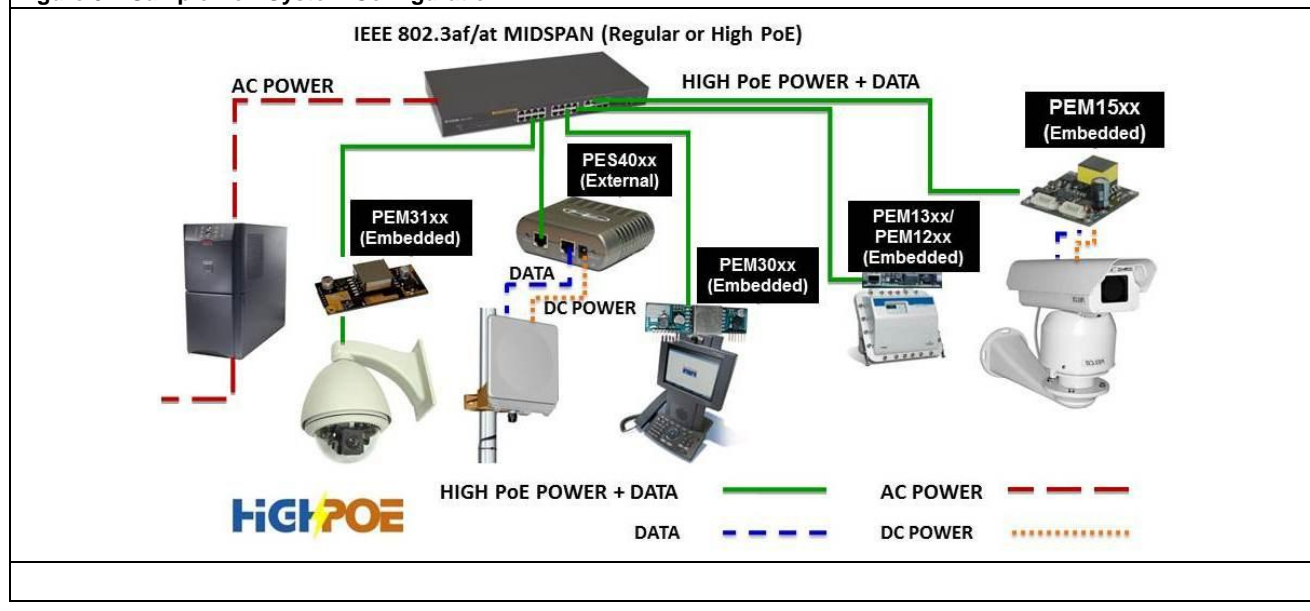 IEEE 802.3af/at MIDSPAN (Regular or High PoE)
AC POWER
HIGH PoE POWER + DATA
PEM15xx
(Embedded)
PES40xx
(External)
PEM31xx
(Embedded)
PEM13xx/
PEM12xx
(Embedded)
PEM30xx
(Embedded)
DATA
DC POWER
HIGH PoE POWER + DATA
AC POWER
DATA
DC POWER
HIGHPOE